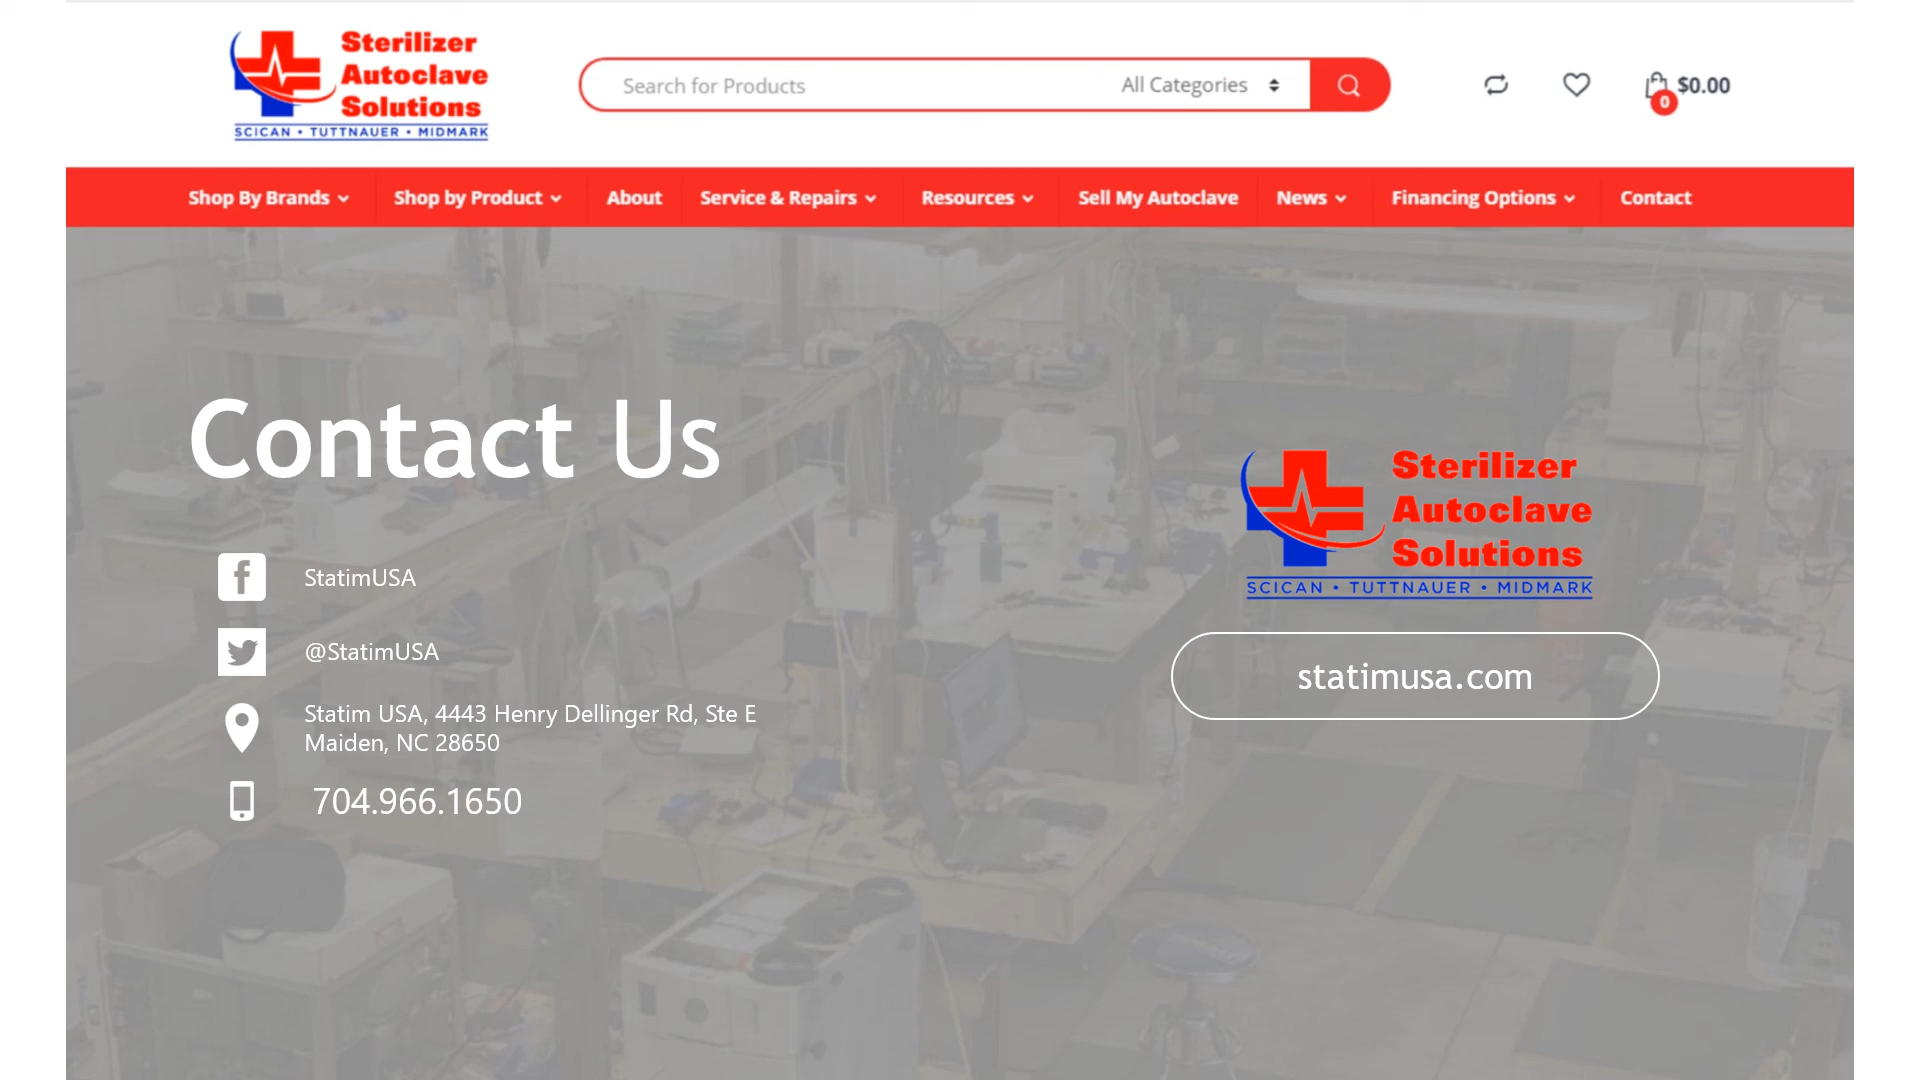 Sterilizer
Autoclave
Solutions
SCICAN • TUTTNAUER • MIDMARK
Search for Products
All Categories
0
$0.00
Shop By Brands
Shop by Product
About
Service & Repairs
Resources
Sell My Autoclave
News
Financing Options
Contact
Contact Us
StatimUSA
@StatimUSA
Statim USA, 4443 Henry Dellinger Rd, Ste E
Maiden, NC 28650
704.966.1650
Sterilizer
Autoclave
Solutions
SCICAN • TUTTNAUER • MIDMARK
statimusa.com